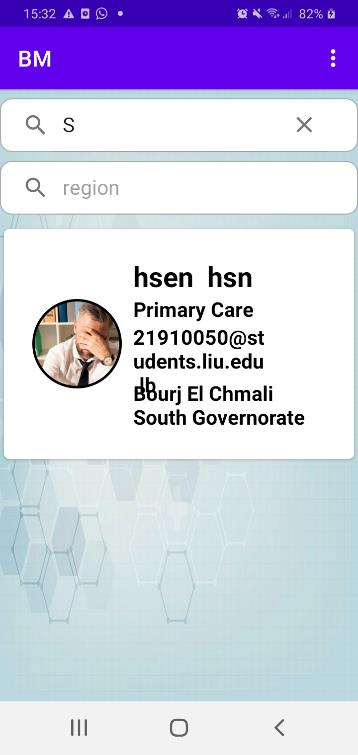 15:32
82%
BM
S
region
hsen hsn
Primary Care
21910050@st
udents.liu.edu
.lb
Bourj El Chmali
South Governorate